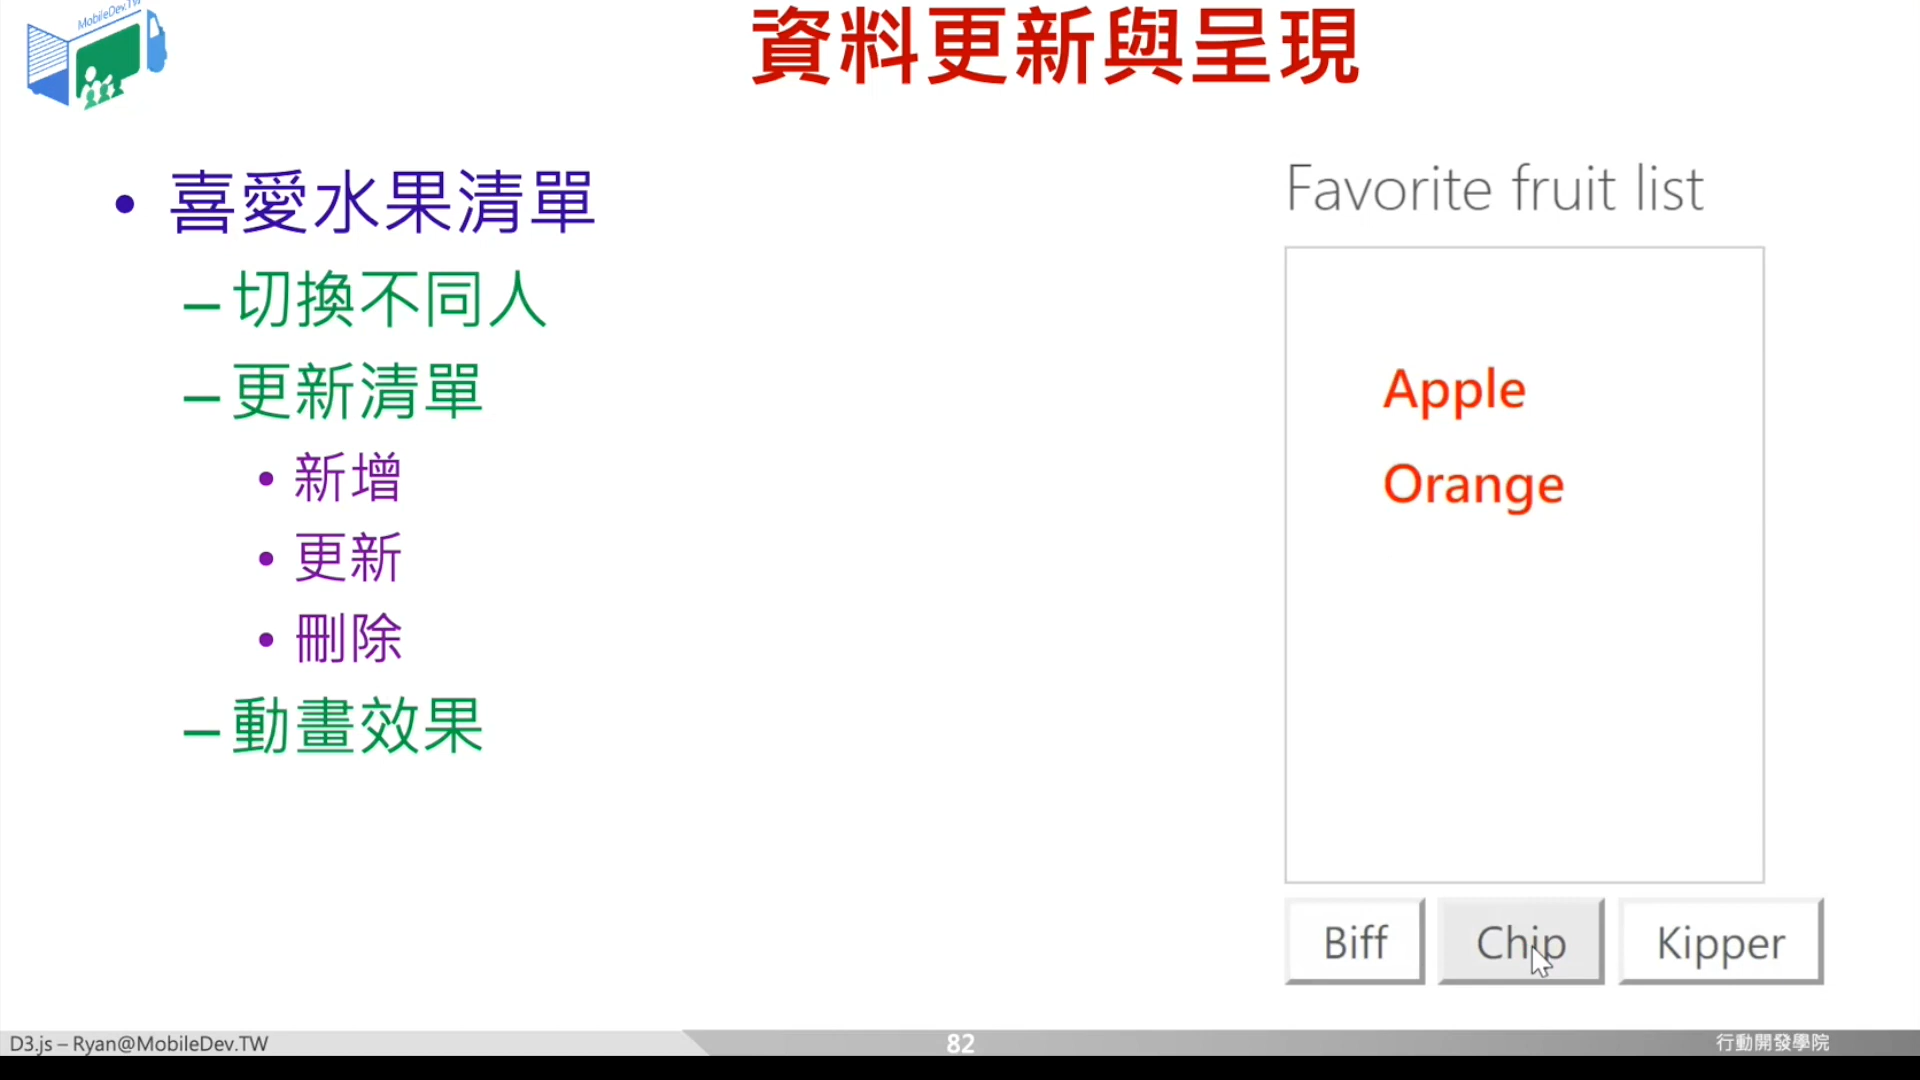 MobileDev.TW
資料更新與呈現
• 喜愛水果清單
– 切換不同人
– 更新清單
• 新增
• 更新
• 刪除
– 動畫效果
Favorite fruit list
Apple
Orange
Biff
Chip
Kipper
D3.js – Ryan@MobileDev.TW
82
行動開發學院